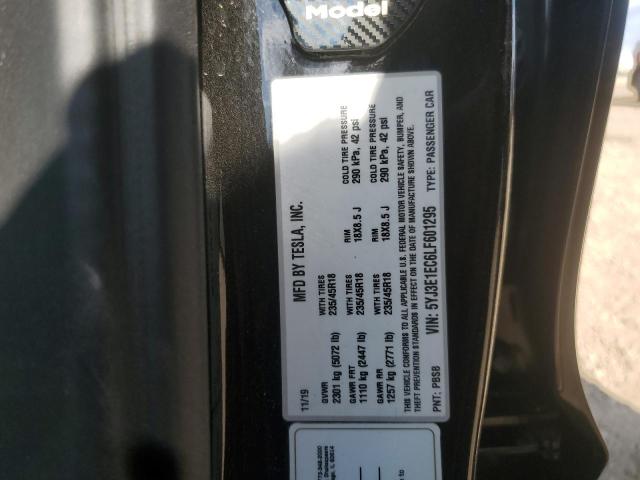 Model
MFD BY TESLA, INC.
11/19
GVWR
2301 kg (5072 lb)
WITH TIRES
235/45R18
COLD TIRE PRESSURE
290 kPa, 42 psi
GAWR FRT
1110 kg (2447 lb)
WITH TIRES
235/45R18
RIM
18X8.5 J
COLD TIRE PRESSURE
290 kPa, 42 psi
GAWR RR
1257 kg (2771 lb)
WITH TIRES
235/45R18
RIM
18X8.5 J
THIS VEHICLE CONFORMS TO ALL APPLICABLE U.S. FEDERAL MOTOR VEHICLE SAFETY, BUMPER, AND
THEFT PREVENTION STANDARDS IN EFFECT ON THE DATE OF MANUFACTURE SHOWN ABOVE.
PNT: PBSB VIN: 5YJ3E1EC6LF601295 TYPE: PASSENGER CAR